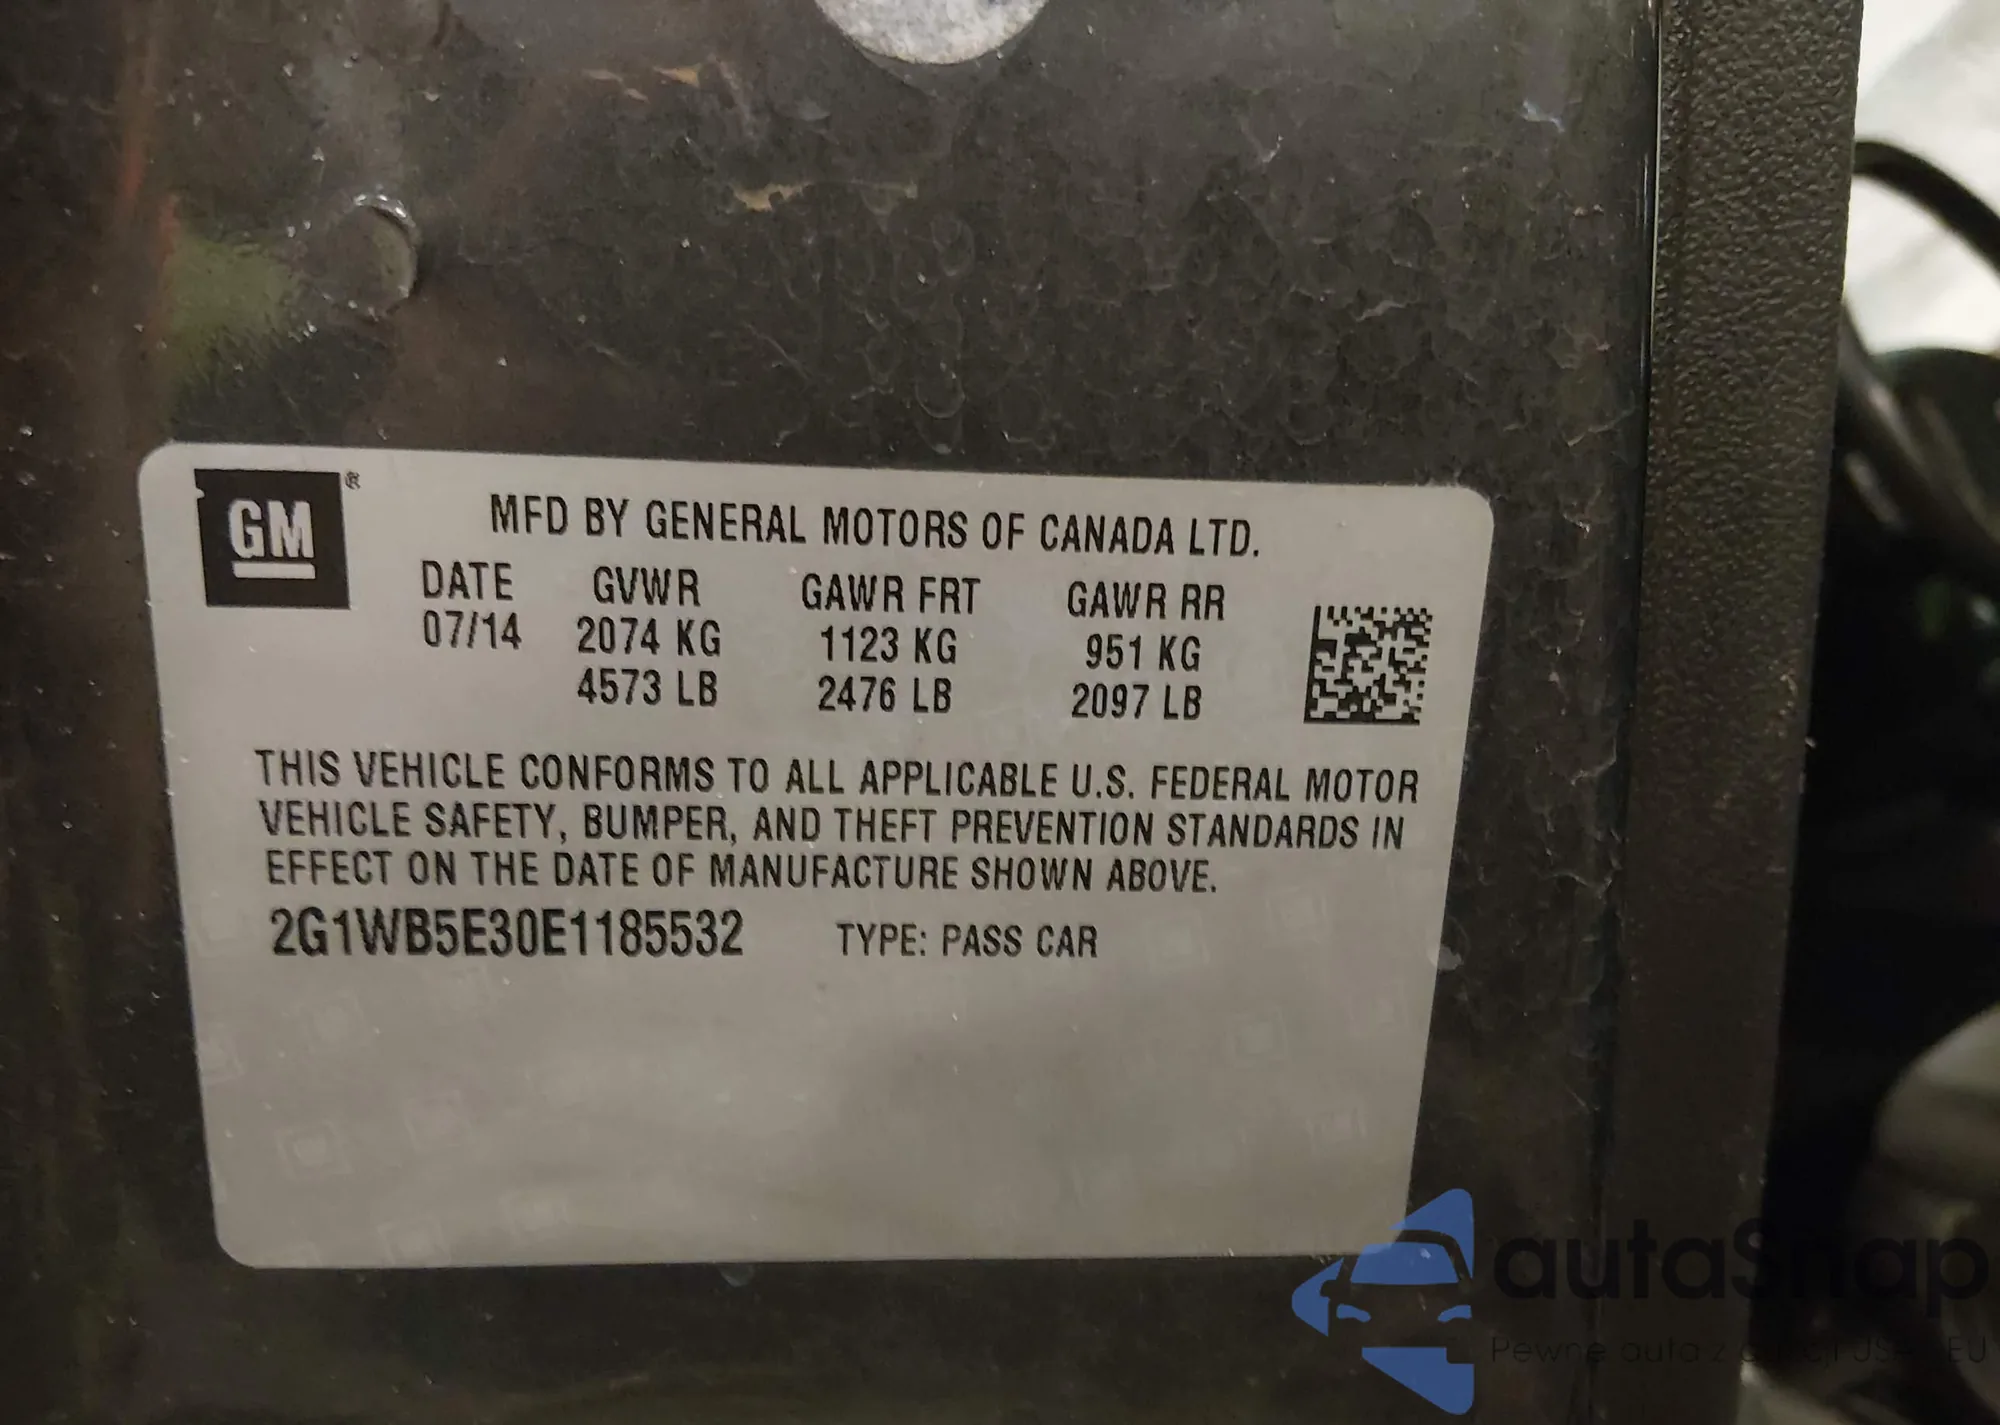 GM®
MFD BY GENERAL MOTORS OF CANADA LTD.
DATE GVWR GAWR FRT GAWR RR
07/14 2074 KG 1123 KG 951 KG
4573 LB 2476 LB 2097 LB
THIS VEHICLE CONFORMS TO ALL APPLICABLE U.S. FEDERAL MOTOR
VEHICLE SAFETY, BUMPER, AND THEFT PREVENTION STANDARDS IN
EFFECT ON THE DATE OF MANUFACTURE SHOWN ABOVE.
2G1WB5E30E1185532 TYPE: PASS CAR
autaSnap
Pewne auta z EU